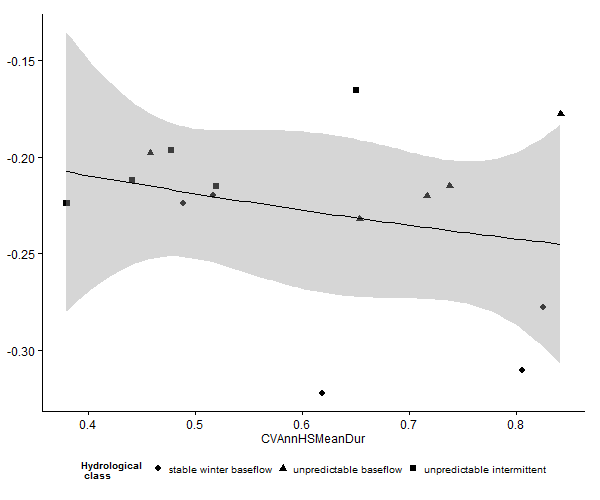 -0.15
-0.20
-0.25
-0.30
0.4 0.5 0.6 0.7 0.8
CVAnnHSMeanDur
Hydrological
class
stable winter baseflow unpredictable baseflow unpredictable intermittent